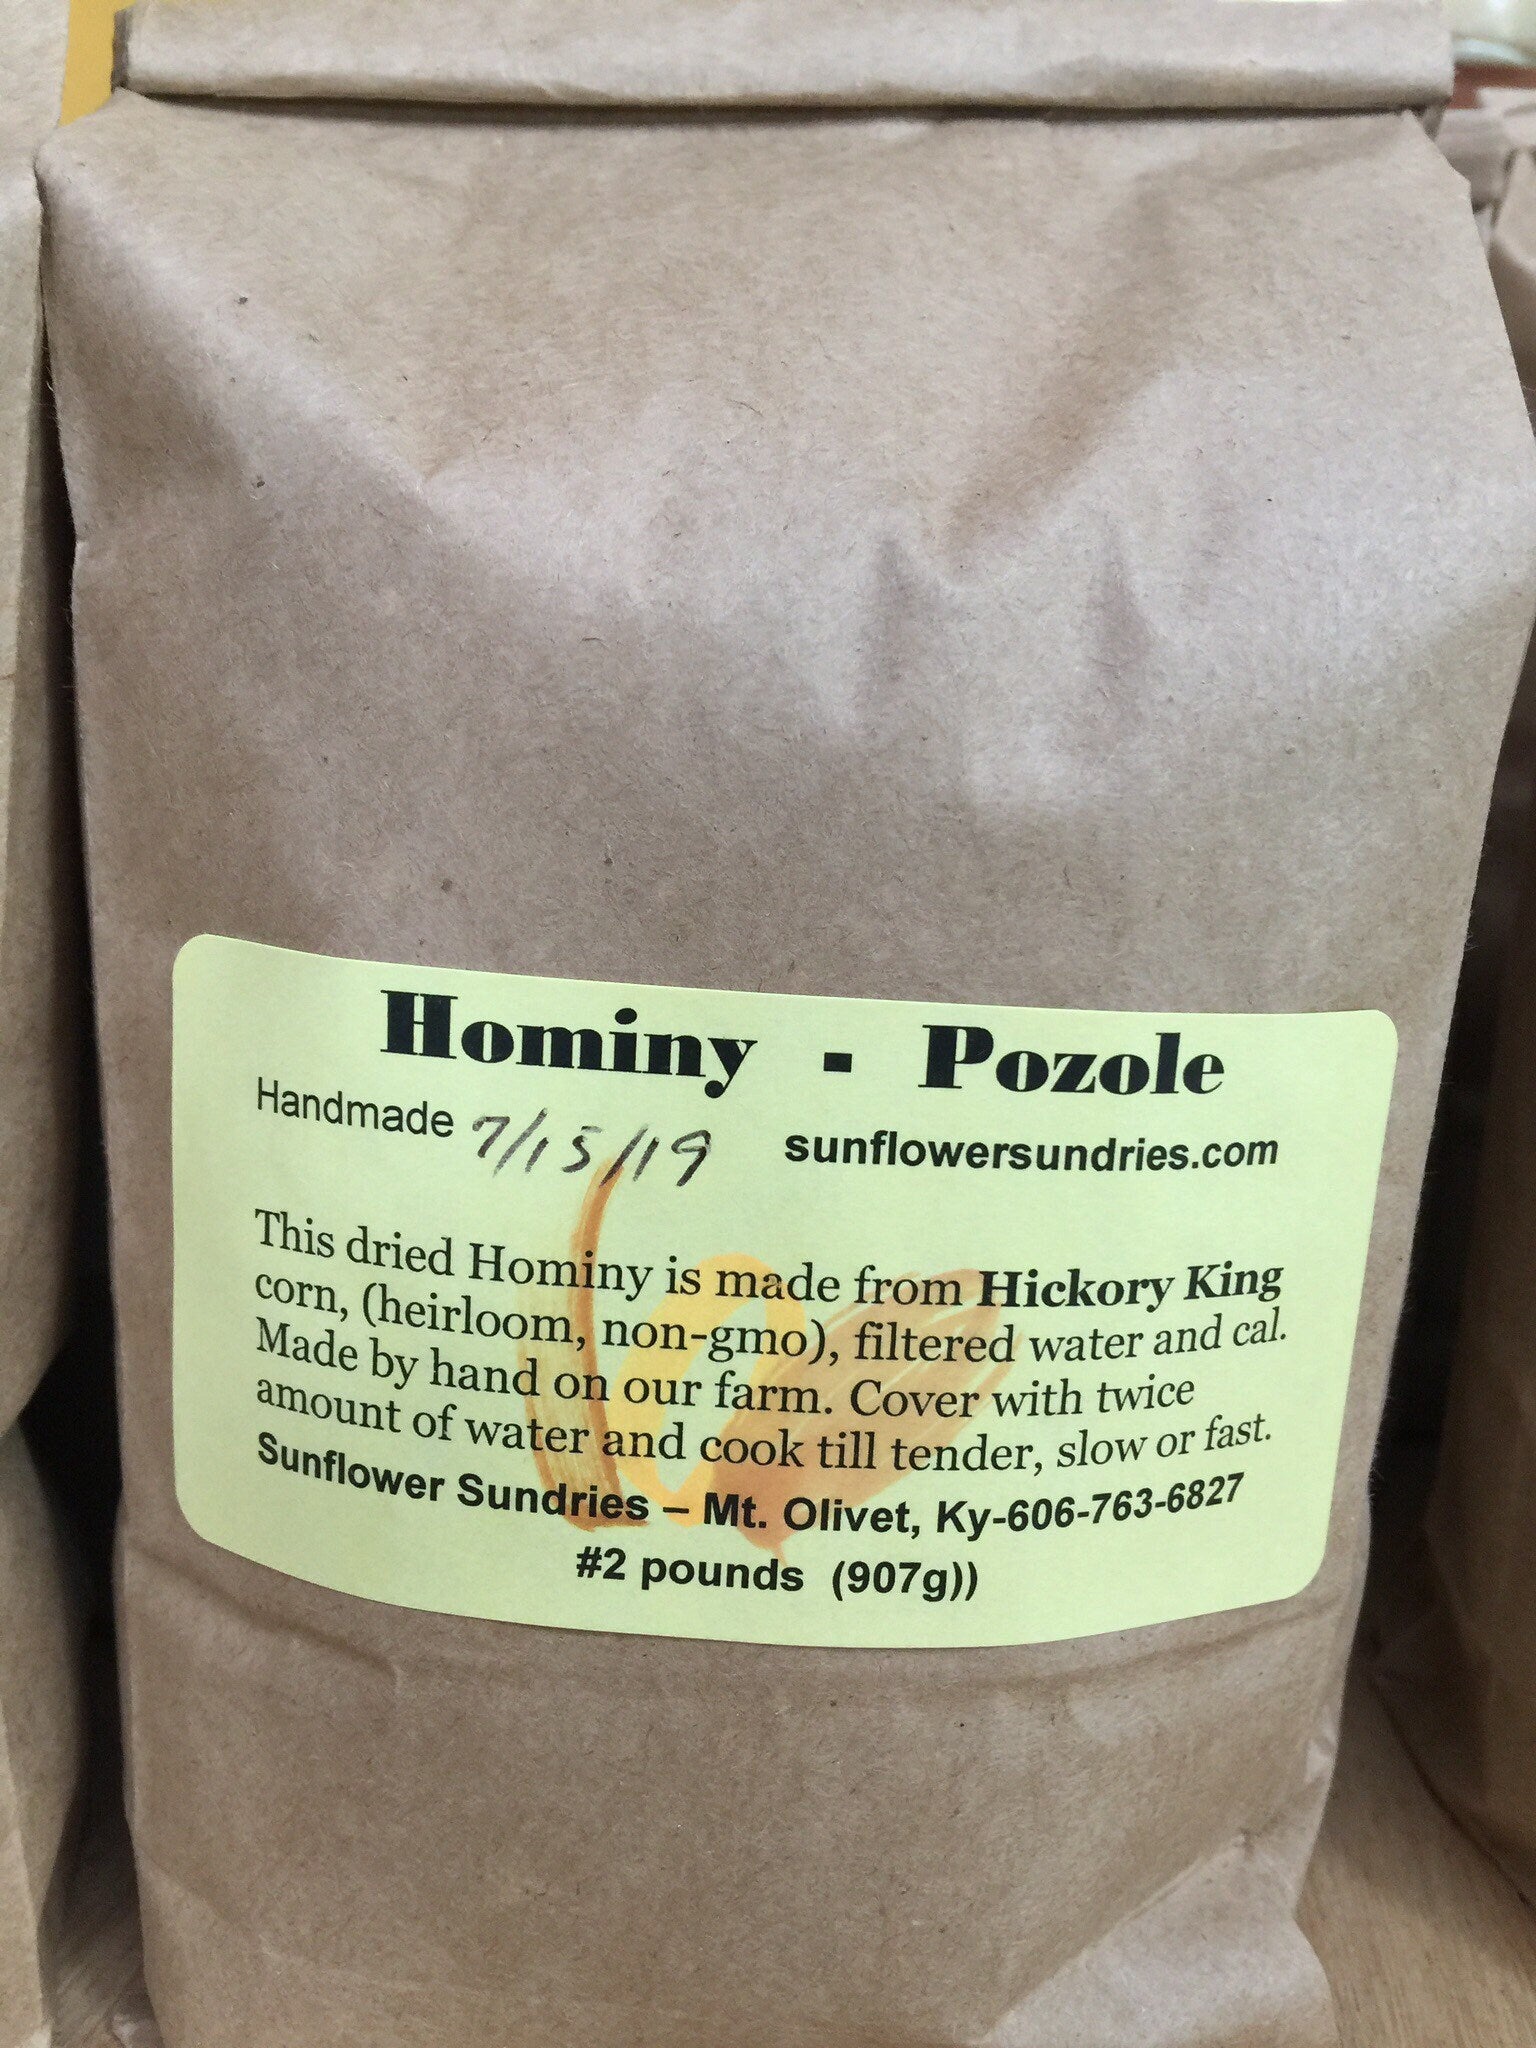 Hominy - Pozole
Handmade 7/15/19 sunflowersundries.com
This dried Hominy is made from Hickory King
corn, (heirloom, non-gmo), filtered water and cal.
Made by hand on our farm. Cover with twice
amount of water and cook till tender, slow or fast.
Sunflower Sundries – Mt. Olivet, Ky-606-763-6827
#2 pounds (907g))